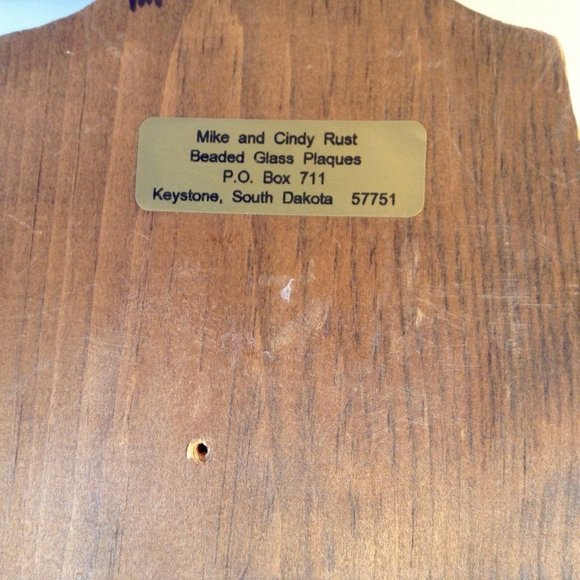 Mike and Cindy Rust
Beaded Glass Plaques
P.O. Box 711
Keystone, South Dakota 57751